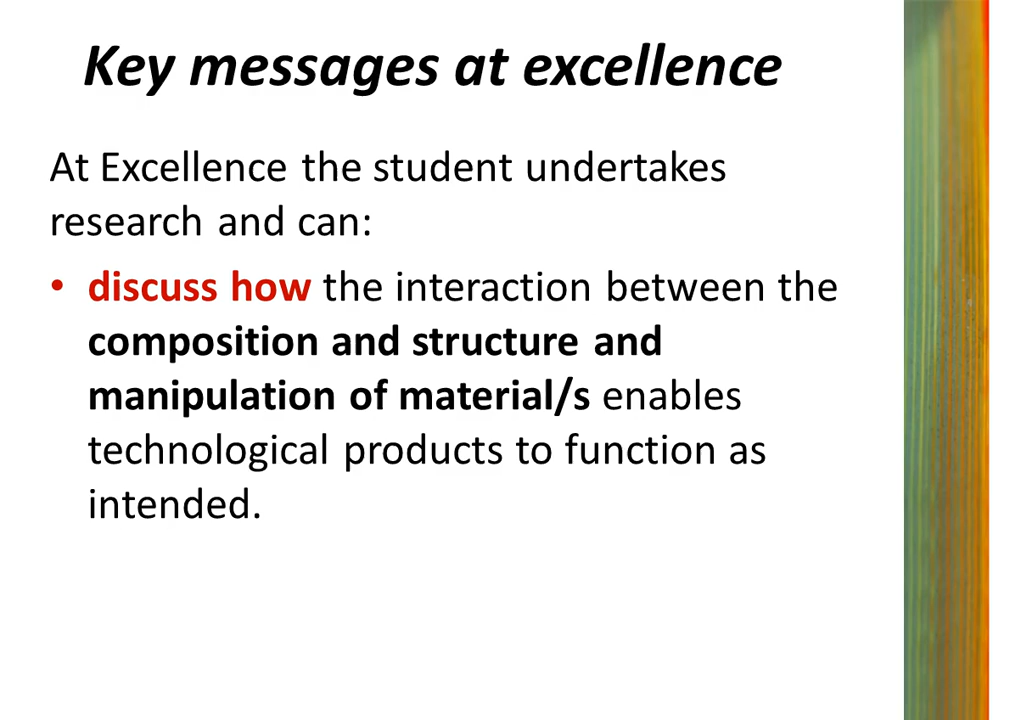 Key messages at excellence
At Excellence the student undertakes
research and can:
• discuss how the interaction between the
composition and structure and
manipulation of material/s enables
technological products to function as
intended.